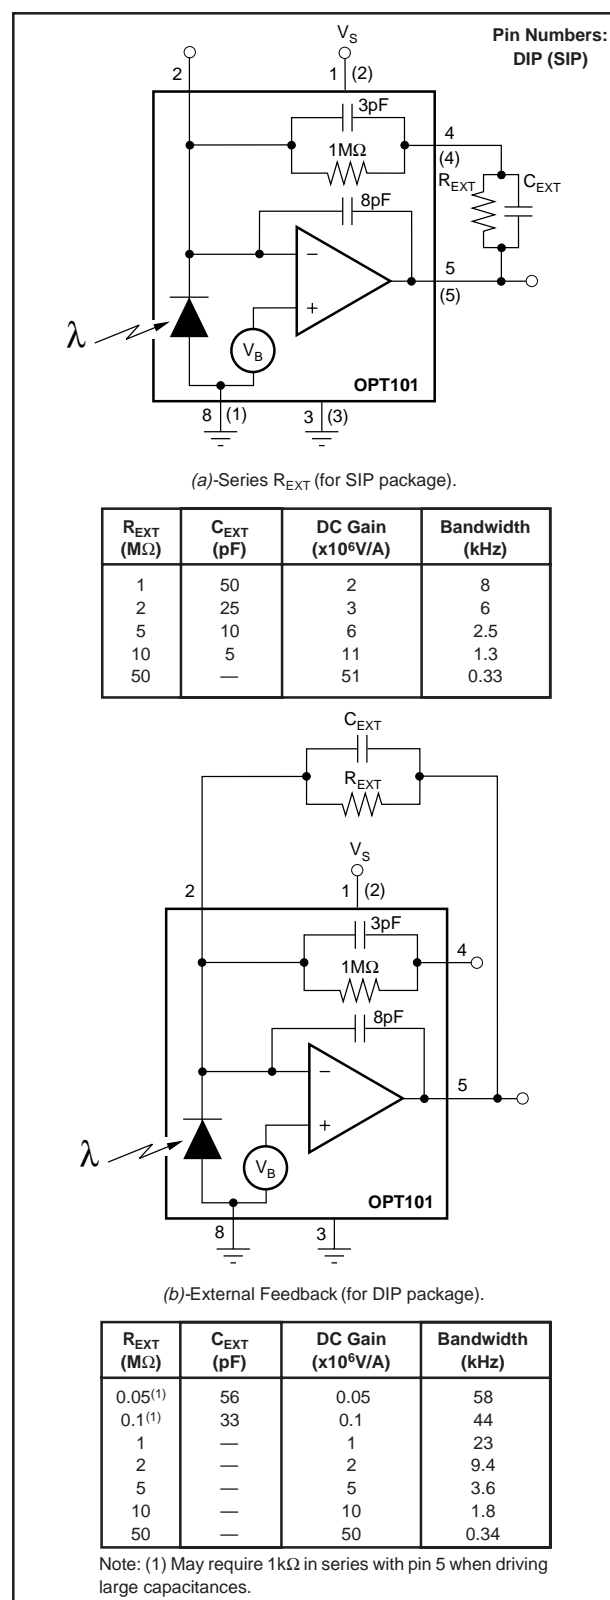 Pin Numbers:
DIP (SIP)
V_S
2
1
(2)
3pF
1MΩ
4
(4)
R_EXT
C_EXT
8pF
5
(5)
λ
V_B
OPT101
8
(1)
3
(3)
(a)-Series R_EXT (for SIP package).
R_EXT (MΩ) C_EXT (pF) DC Gain (x10⁶V/A) Bandwidth (kHz)
1 50 2 8
2 25 3 6
5 10 6 2.5
10 5 11 1.3
50 — 51 0.33
C_EXT
R_EXT
V_S
2
1
(2)
3pF
4
1MΩ
8pF
5
λ
V_B
OPT101
8
3
(b)-External Feedback (for DIP package).
R_EXT (MΩ) C_EXT (pF) DC Gain (x10⁶V/A) Bandwidth (kHz)
0.05(1) 56 0.05 58
0.1(1) 33 0.1 44
1 — 1 23
2 — 2 9.4
5 — 5 3.6
10 — 10 1.8
50 — 50 0.34
Note: (1) May require 1kΩ in series with pin 5 when driving
large capacitances.